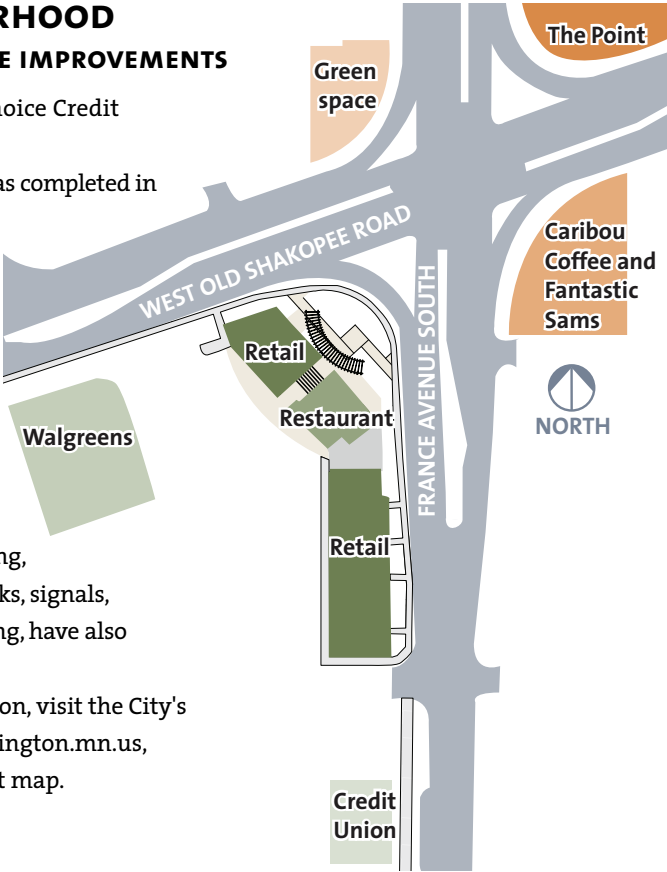 RHOOD
E IMPROVEMENTS
oice Credit
as completed in
ng,
ks, signals,
ng, have also
on, visit the City's
ington.mn.us,
t map.
The Point
Green
space
Caribou
Coffee and
Fantastic
Sams
WEST OLD SHAKOPEE ROAD
FRANCE AVENUE SOUTH
NORTH
Retail
Restaurant
Walgreens
Retail
Credit
Union